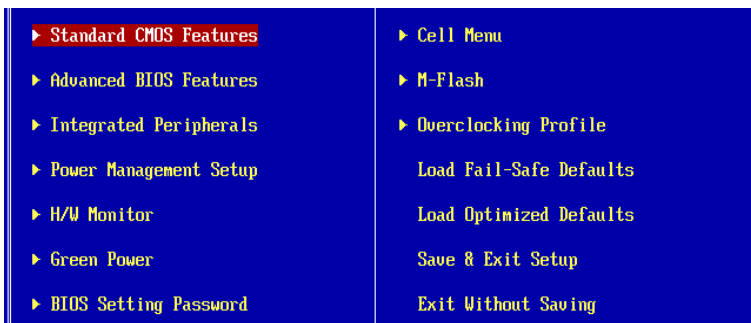 Standard CMOS Features
Advanced BIOS Features
Integrated Peripherals
Power Management Setup
H/W Monitor
Green Power
BIOS Setting Password
Cell Menu
M-Flash
Overclocking Profile
Load Fail-Safe Defaults
Load Optimized Defaults
Save & Exit Setup
Exit Without Saving